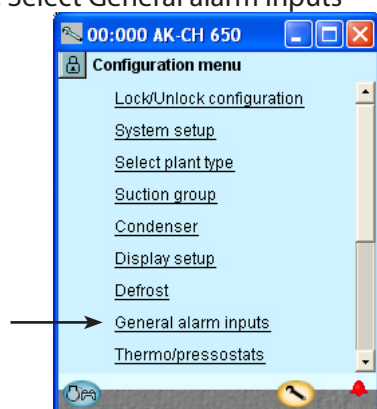 Select General alarm inputs
00:000 AK-CH 650
Configuration menu
Lock/Unlock configuration
System setup
Select plant type
Suction group
Condenser
Display setup
Defrost
General alarm inputs
Thermo/pressostats